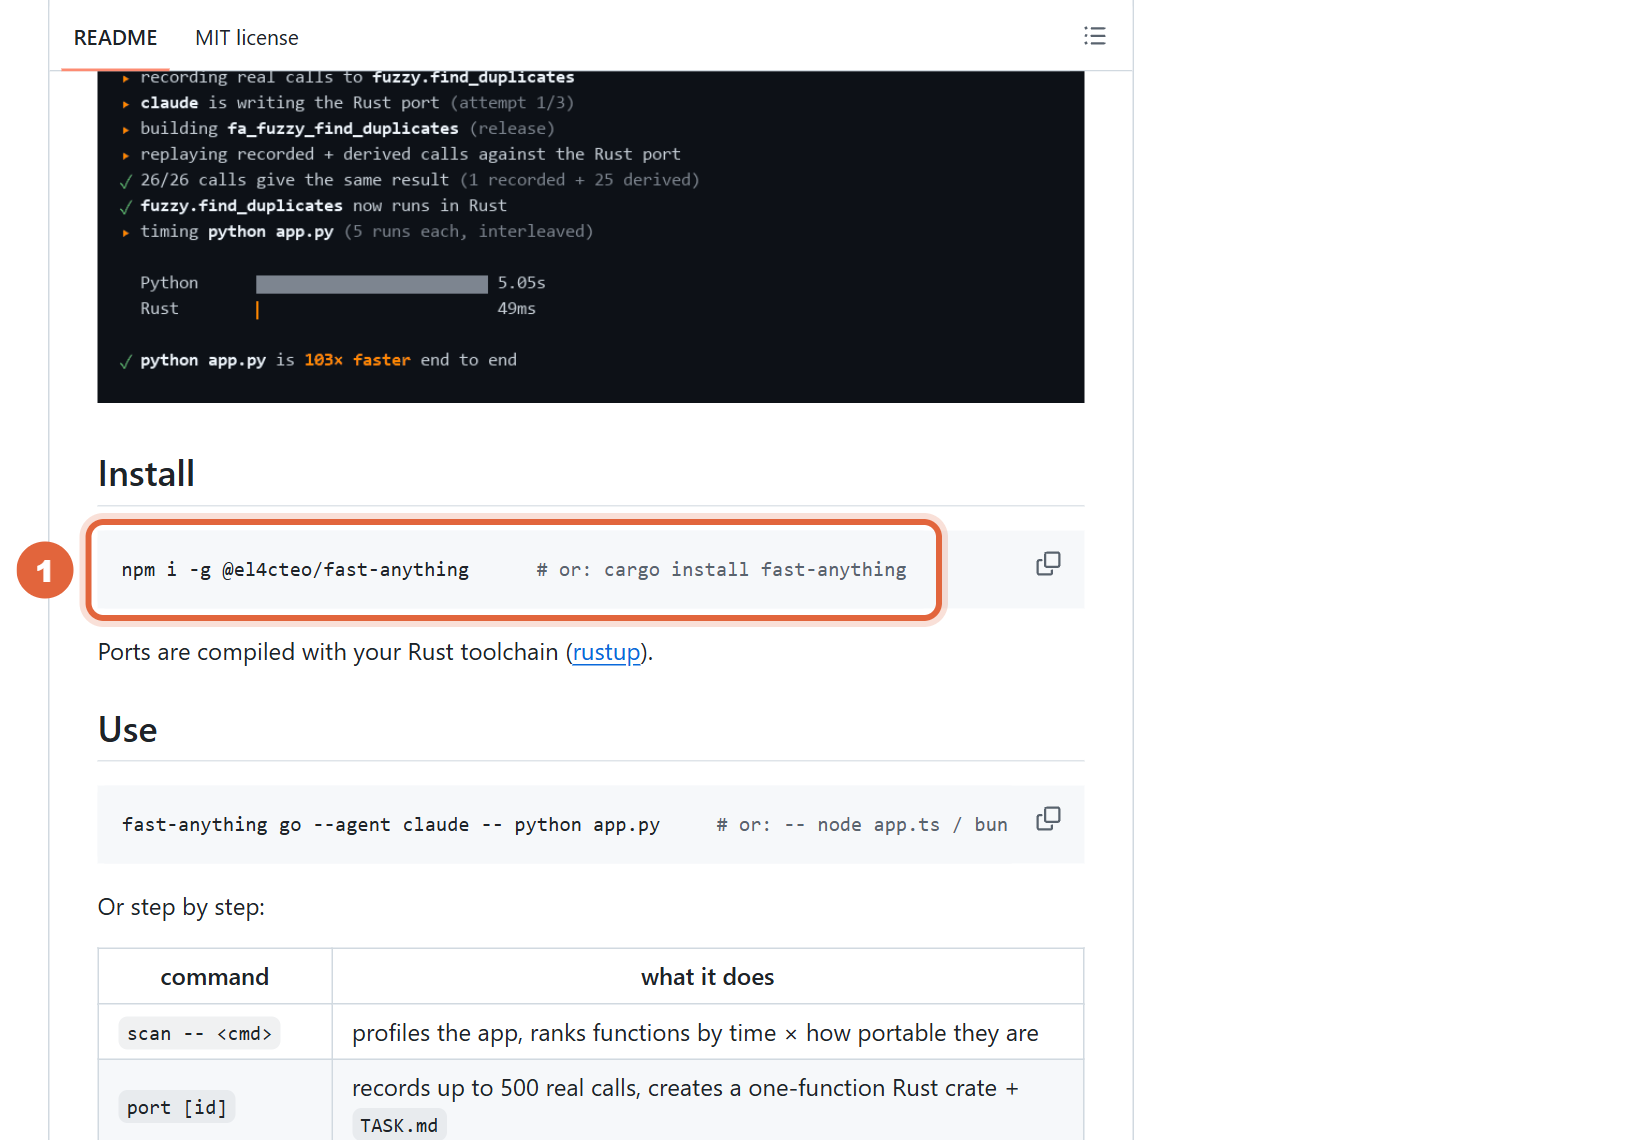 README MIT license
▸ recording real calls to fuzzy.find_duplicates
▸ claude is writing the Rust port (attempt 1/3)
▸ building fa_fuzzy_find_duplicates (release)
▸ replaying recorded + derived calls against the Rust port
✓ 26/26 calls give the same result (1 recorded + 25 derived)
✓ fuzzy.find_duplicates now runs in Rust
▸ timing python app.py (5 runs each, interleaved)
Python 5.05s
Rust 49ms
✓ python app.py is 103× faster end to end
Install
1
npm i -g @el4cteo/fast-anything # or: cargo install fast-anything
Ports are compiled with your Rust toolchain (rustup).
Use
fast-anything go --agent claude -- python app.py # or: -- node app.ts / bun
Or step by step:
command what it does
scan -- <cmd> profiles the app, ranks functions by time × how portable they are
port [id] records up to 500 real calls, creates a one-function Rust crate +
TASK.md